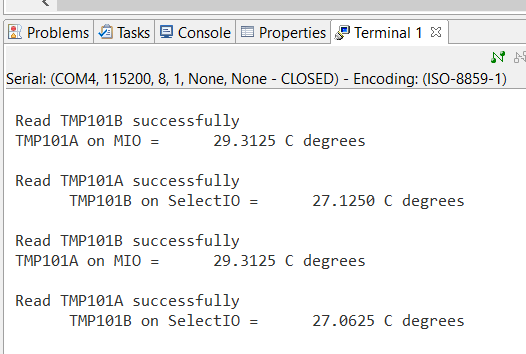 Problems Tasks Console Properties Terminal 1
Serial: (COM4, 115200, 8, 1, None, None - CLOSED) - Encoding: (ISO-8859-1)
Read TMP101B successfully
TMP101A on MIO = 29.3125 C degrees
Read TMP101A successfully
TMP101B on SelectIO = 27.1250 C degrees
Read TMP101B successfully
TMP101A on MIO = 29.3125 C degrees
Read TMP101A successfully
TMP101B on SelectIO = 27.0625 C degrees